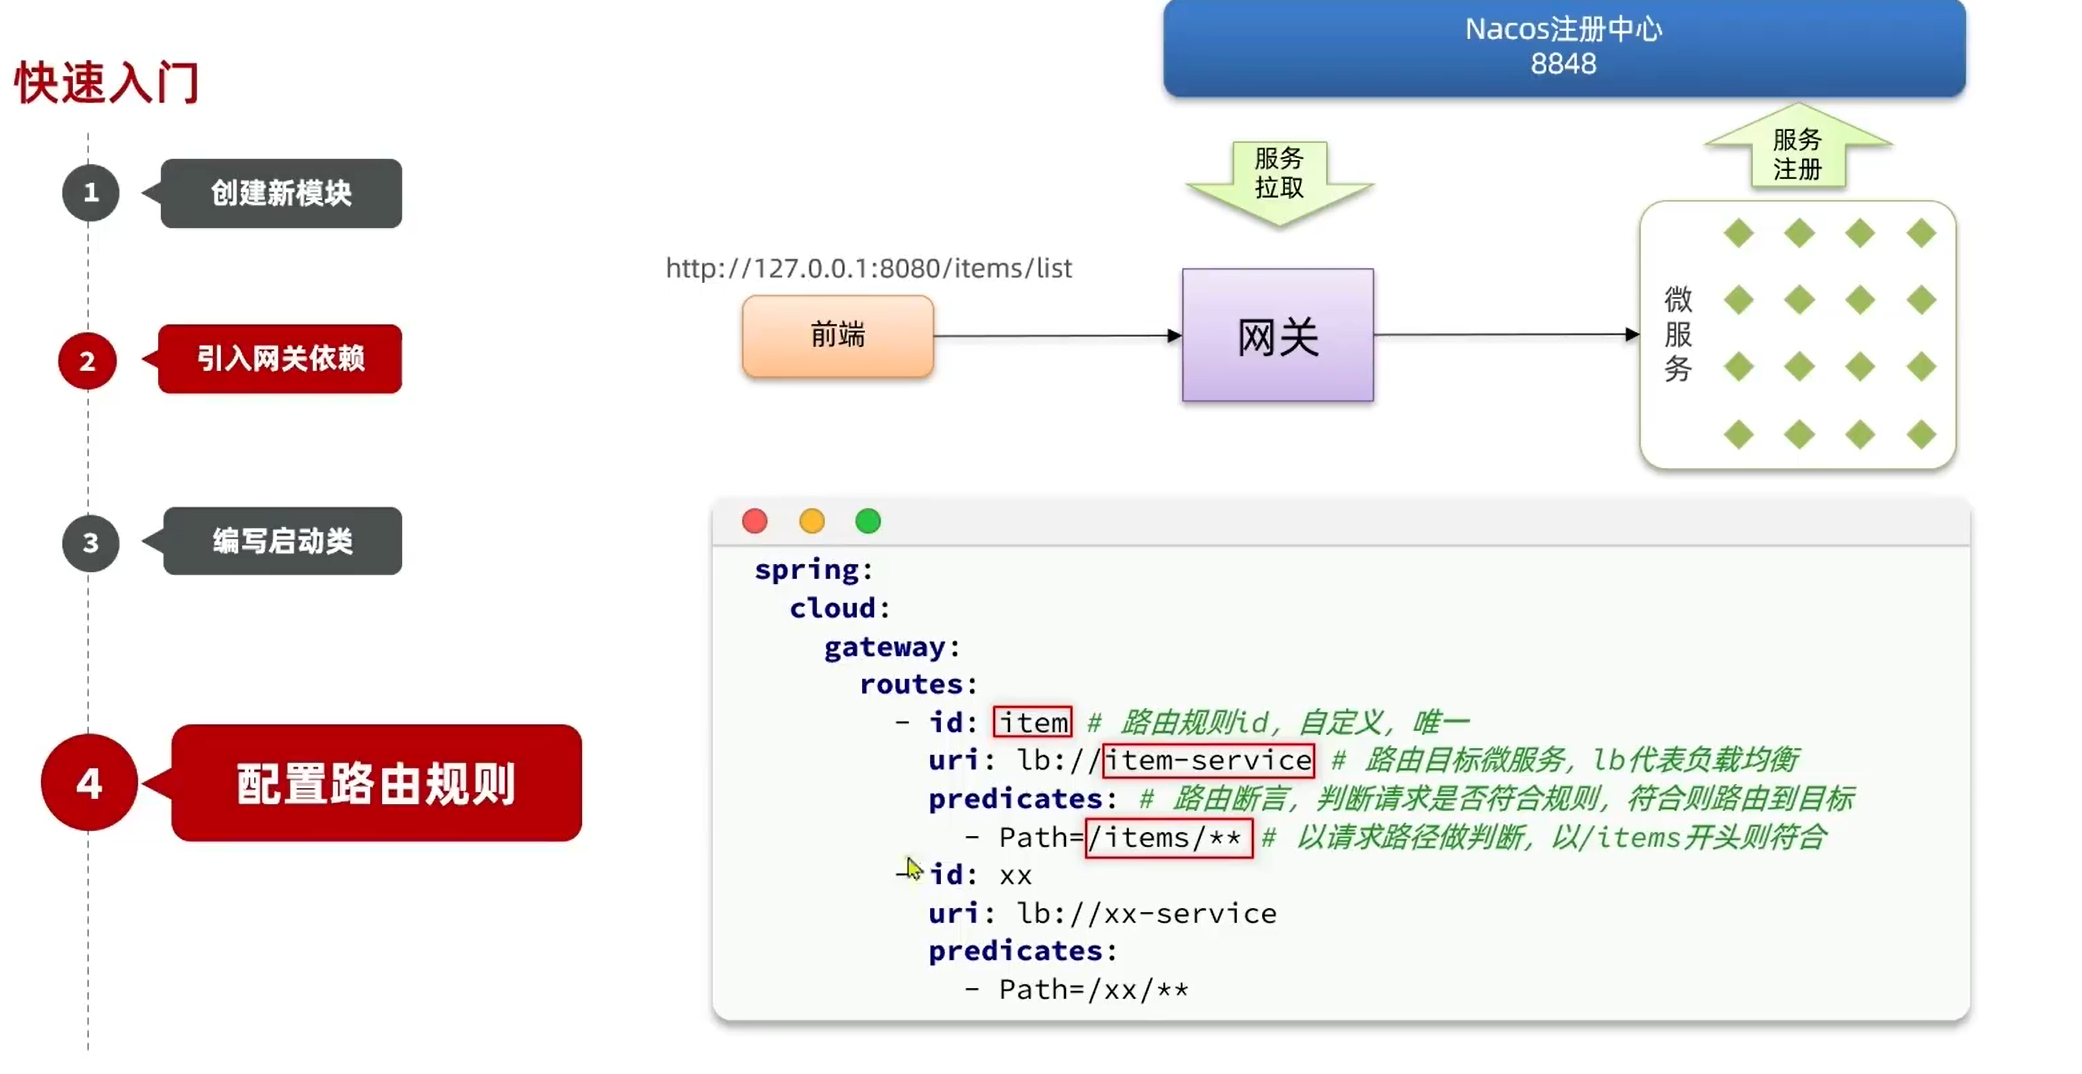 快速入门
1
创建新模块
2
引入网关依赖
3
编写启动类
4
配置路由规则
Nacos注册中心
8848
服务
拉取
服务
注册
http://127.0.0.1:8080/items/list
前端
网关
微
服
务
spring:
cloud:
gateway:
routes:
- id: item # 路由规则id，自定义，唯一
uri: lb://item-service # 路由目标微服务，lb代表负载均衡
predicates: # 路由断言，判断请求是否符合规则，符合则路由到目标
- Path=/items/** # 以请求路径做判断，以/items开头则符合
- id: xx
uri: lb://xx-service
predicates:
- Path=/xx/**